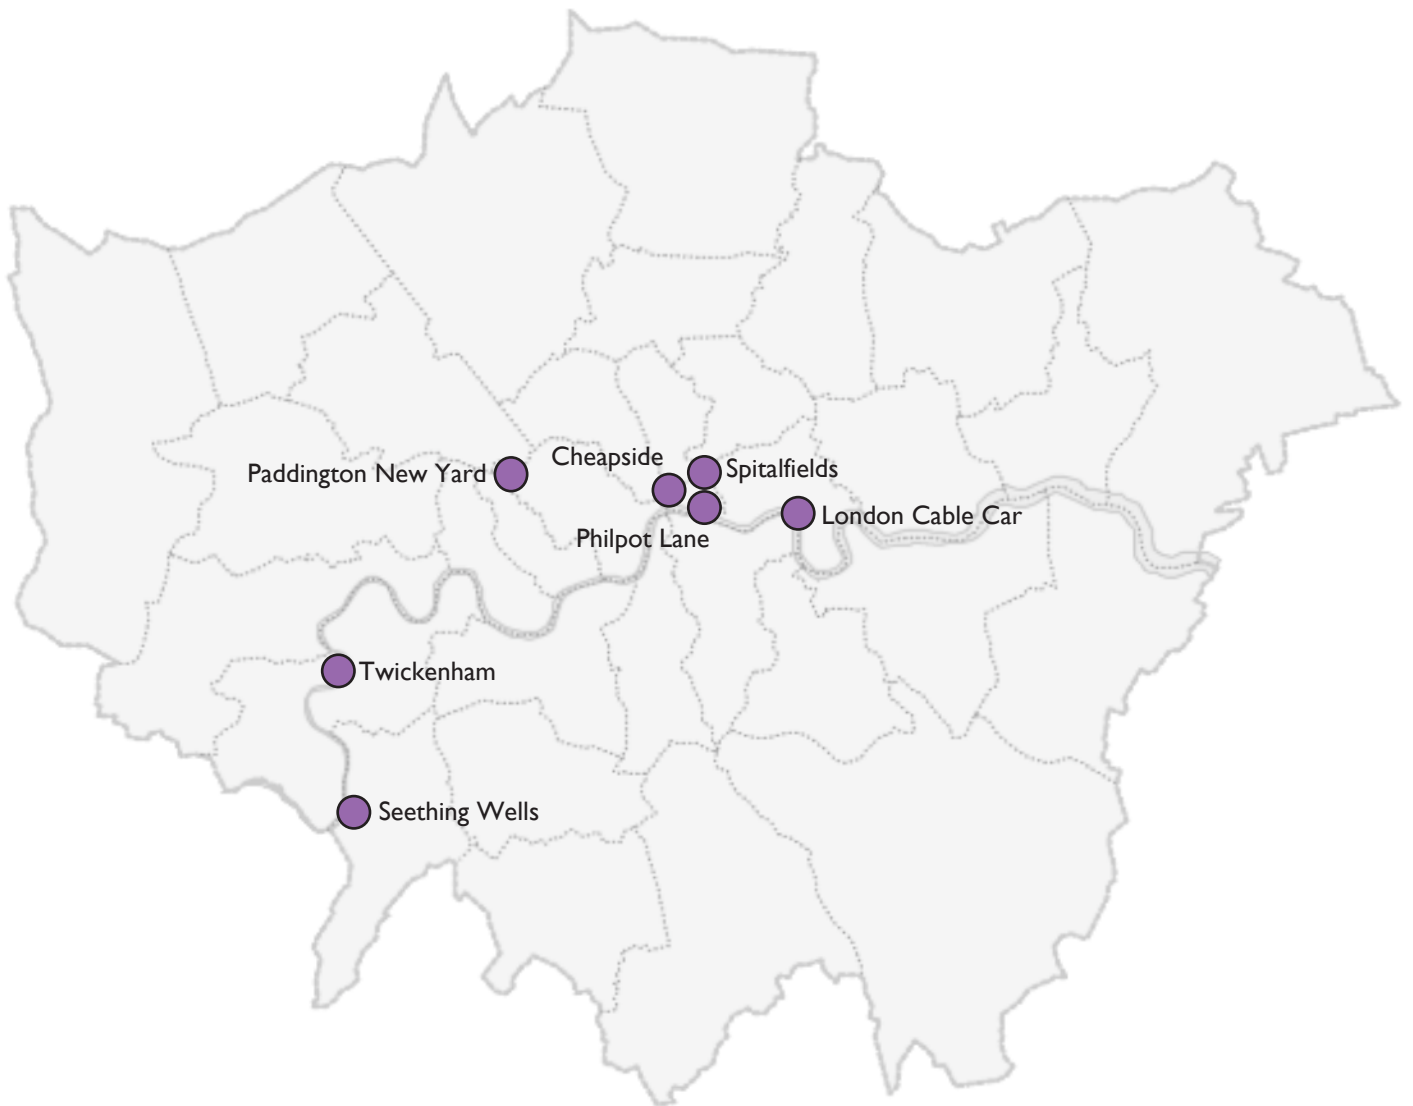 Cheapside
Paddington New Yard
Spitalfields
London Cable Car
Philpot Lane
Twickenham
Seething Wells